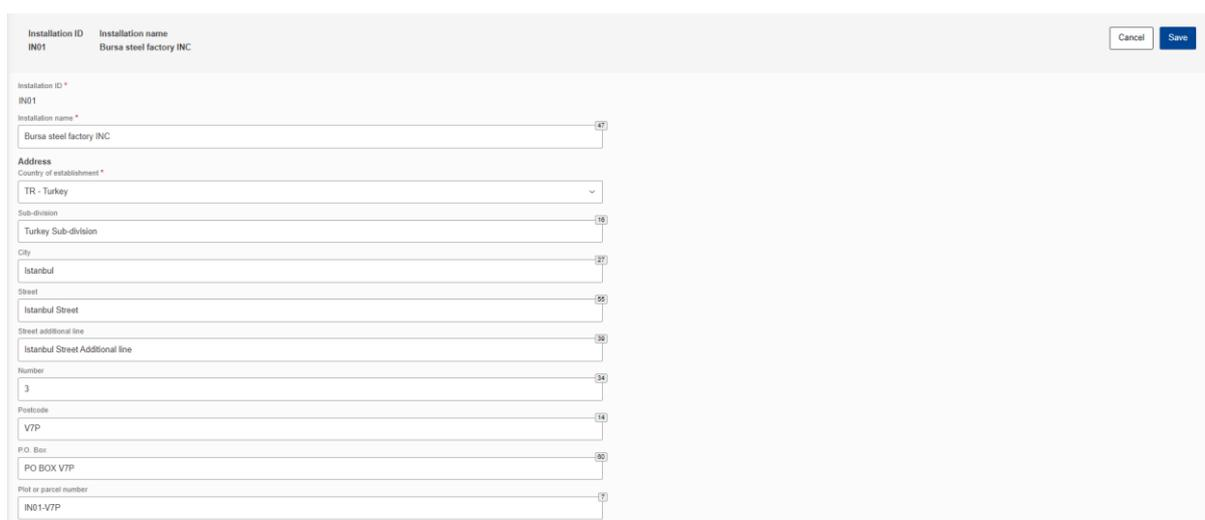 Installation ID Installation name
IN01 Bursa steel factory INC
Cancel Save
Installation ID *
IN01
Installation name *
47
Bursa steel factory INC
Address
Country of establishment *
TR - Turkey
Sub-division
16
Turkey Sub-division
City
27
Istanbul
Street
55
Istanbul Street
Street additional line
39
Istanbul Street Additional line
Number
34
3
Postcode
14
V7P
P.O. Box
60
PO BOX V7P
Plot or parcel number
7
IN01-V7P